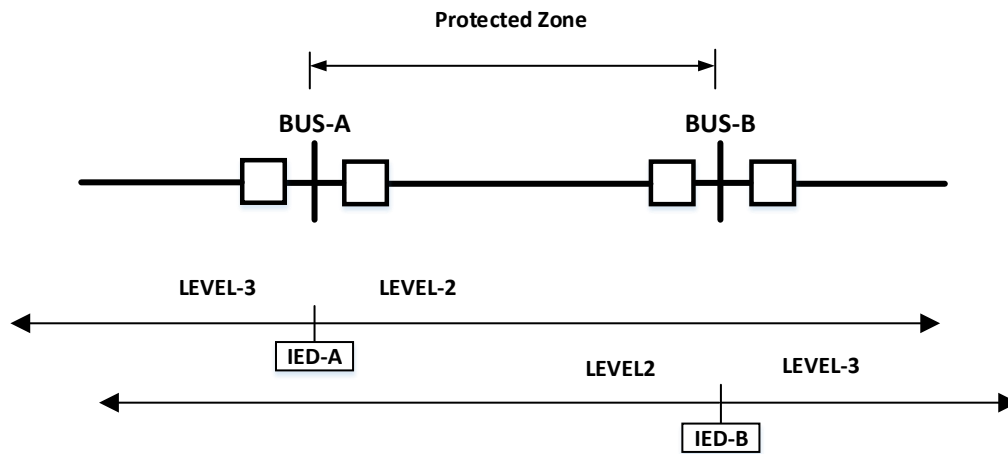 Protected Zone
BUS-A BUS-B
LEVEL-3 LEVEL-2
IED-A
LEVEL2 LEVEL-3
IED-B